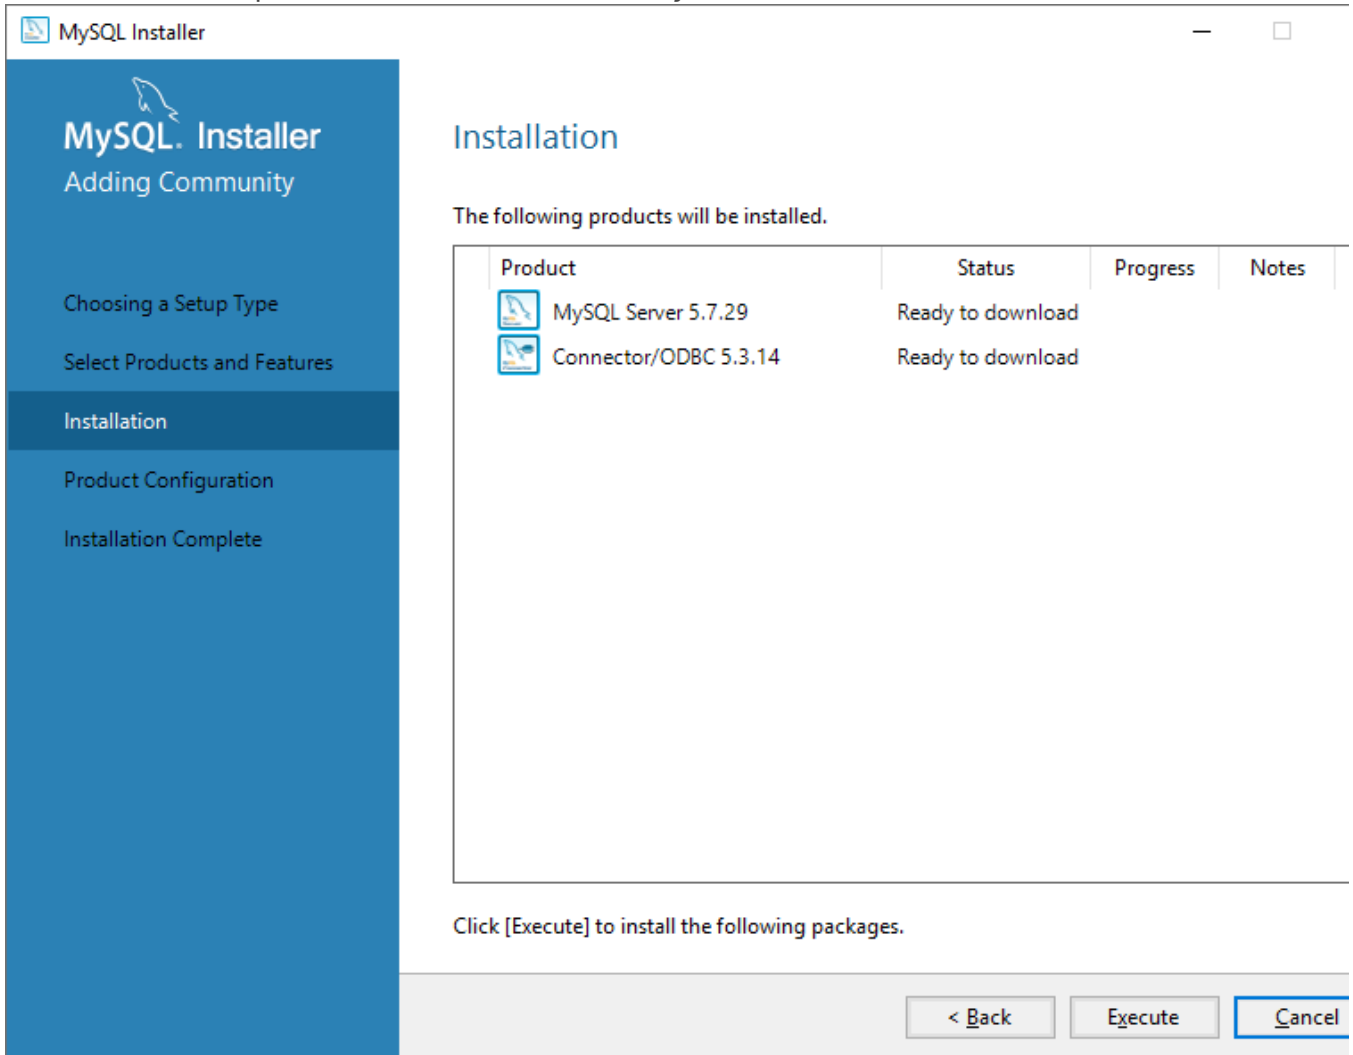 MySQL Installer
MySQL. Installer
Adding Community
Choosing a Setup Type
Select Products and Features
Installation
Product Configuration
Installation Complete
Installation
The following products will be installed.
Product Status Progress Notes
MySQL Server 5.7.29 Ready to download
Connector/ODBC 5.3.14 Ready to download
Click [Execute] to install the following packages.
< Back Execute Cancel